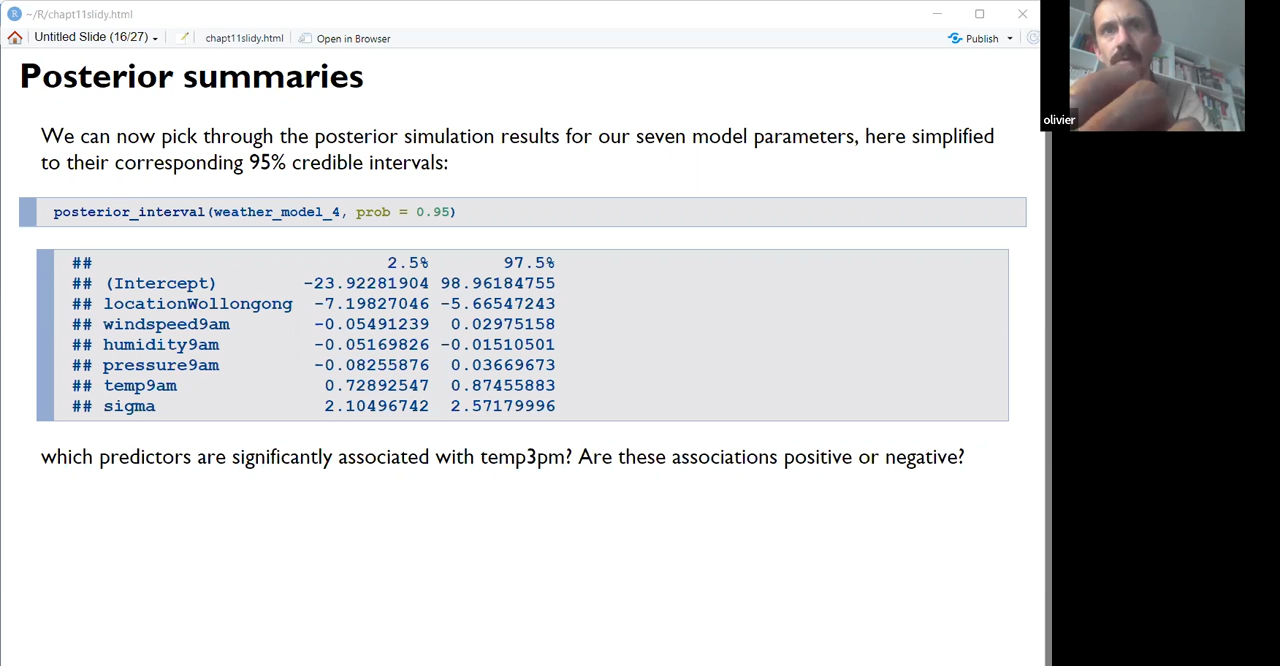 ~/R/chapt11slidy.html
Untitled Slide (16/27) chapt11slidy.html Open in Browser Publish
olivier
Posterior summaries
We can now pick through the posterior simulation results for our seven model parameters, here simplified
to their corresponding 95% credible intervals:
posterior_interval(weather_model_4, prob = 0.95)
## 2.5% 97.5%
## (Intercept) -23.92281904 98.96184755
## locationWollongong -7.19827046 -5.66547243
## windspeed9am -0.05491239 0.02975158
## humidity9am -0.05169826 -0.01510501
## pressure9am -0.08255876 0.03669673
## temp9am 0.72892547 0.87455883
## sigma 2.10496742 2.57179996
which predictors are significantly associated with temp3pm? Are these associations positive or negative?